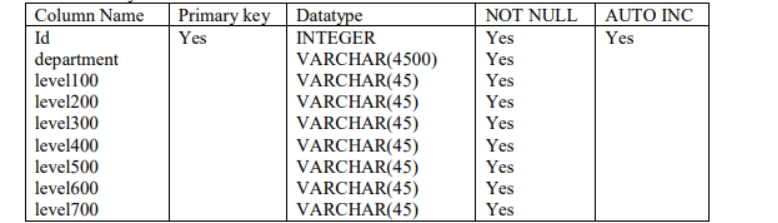 Column Name Primary key Datatype NOT NULL AUTO INC
Id Yes INTEGER Yes Yes
department VARCHAR(4500) Yes
level100 VARCHAR(45) Yes
level200 VARCHAR(45) Yes
level300 VARCHAR(45) Yes
level400 VARCHAR(45) Yes
level500 VARCHAR(45) Yes
level600 VARCHAR(45) Yes
level700 VARCHAR(45) Yes